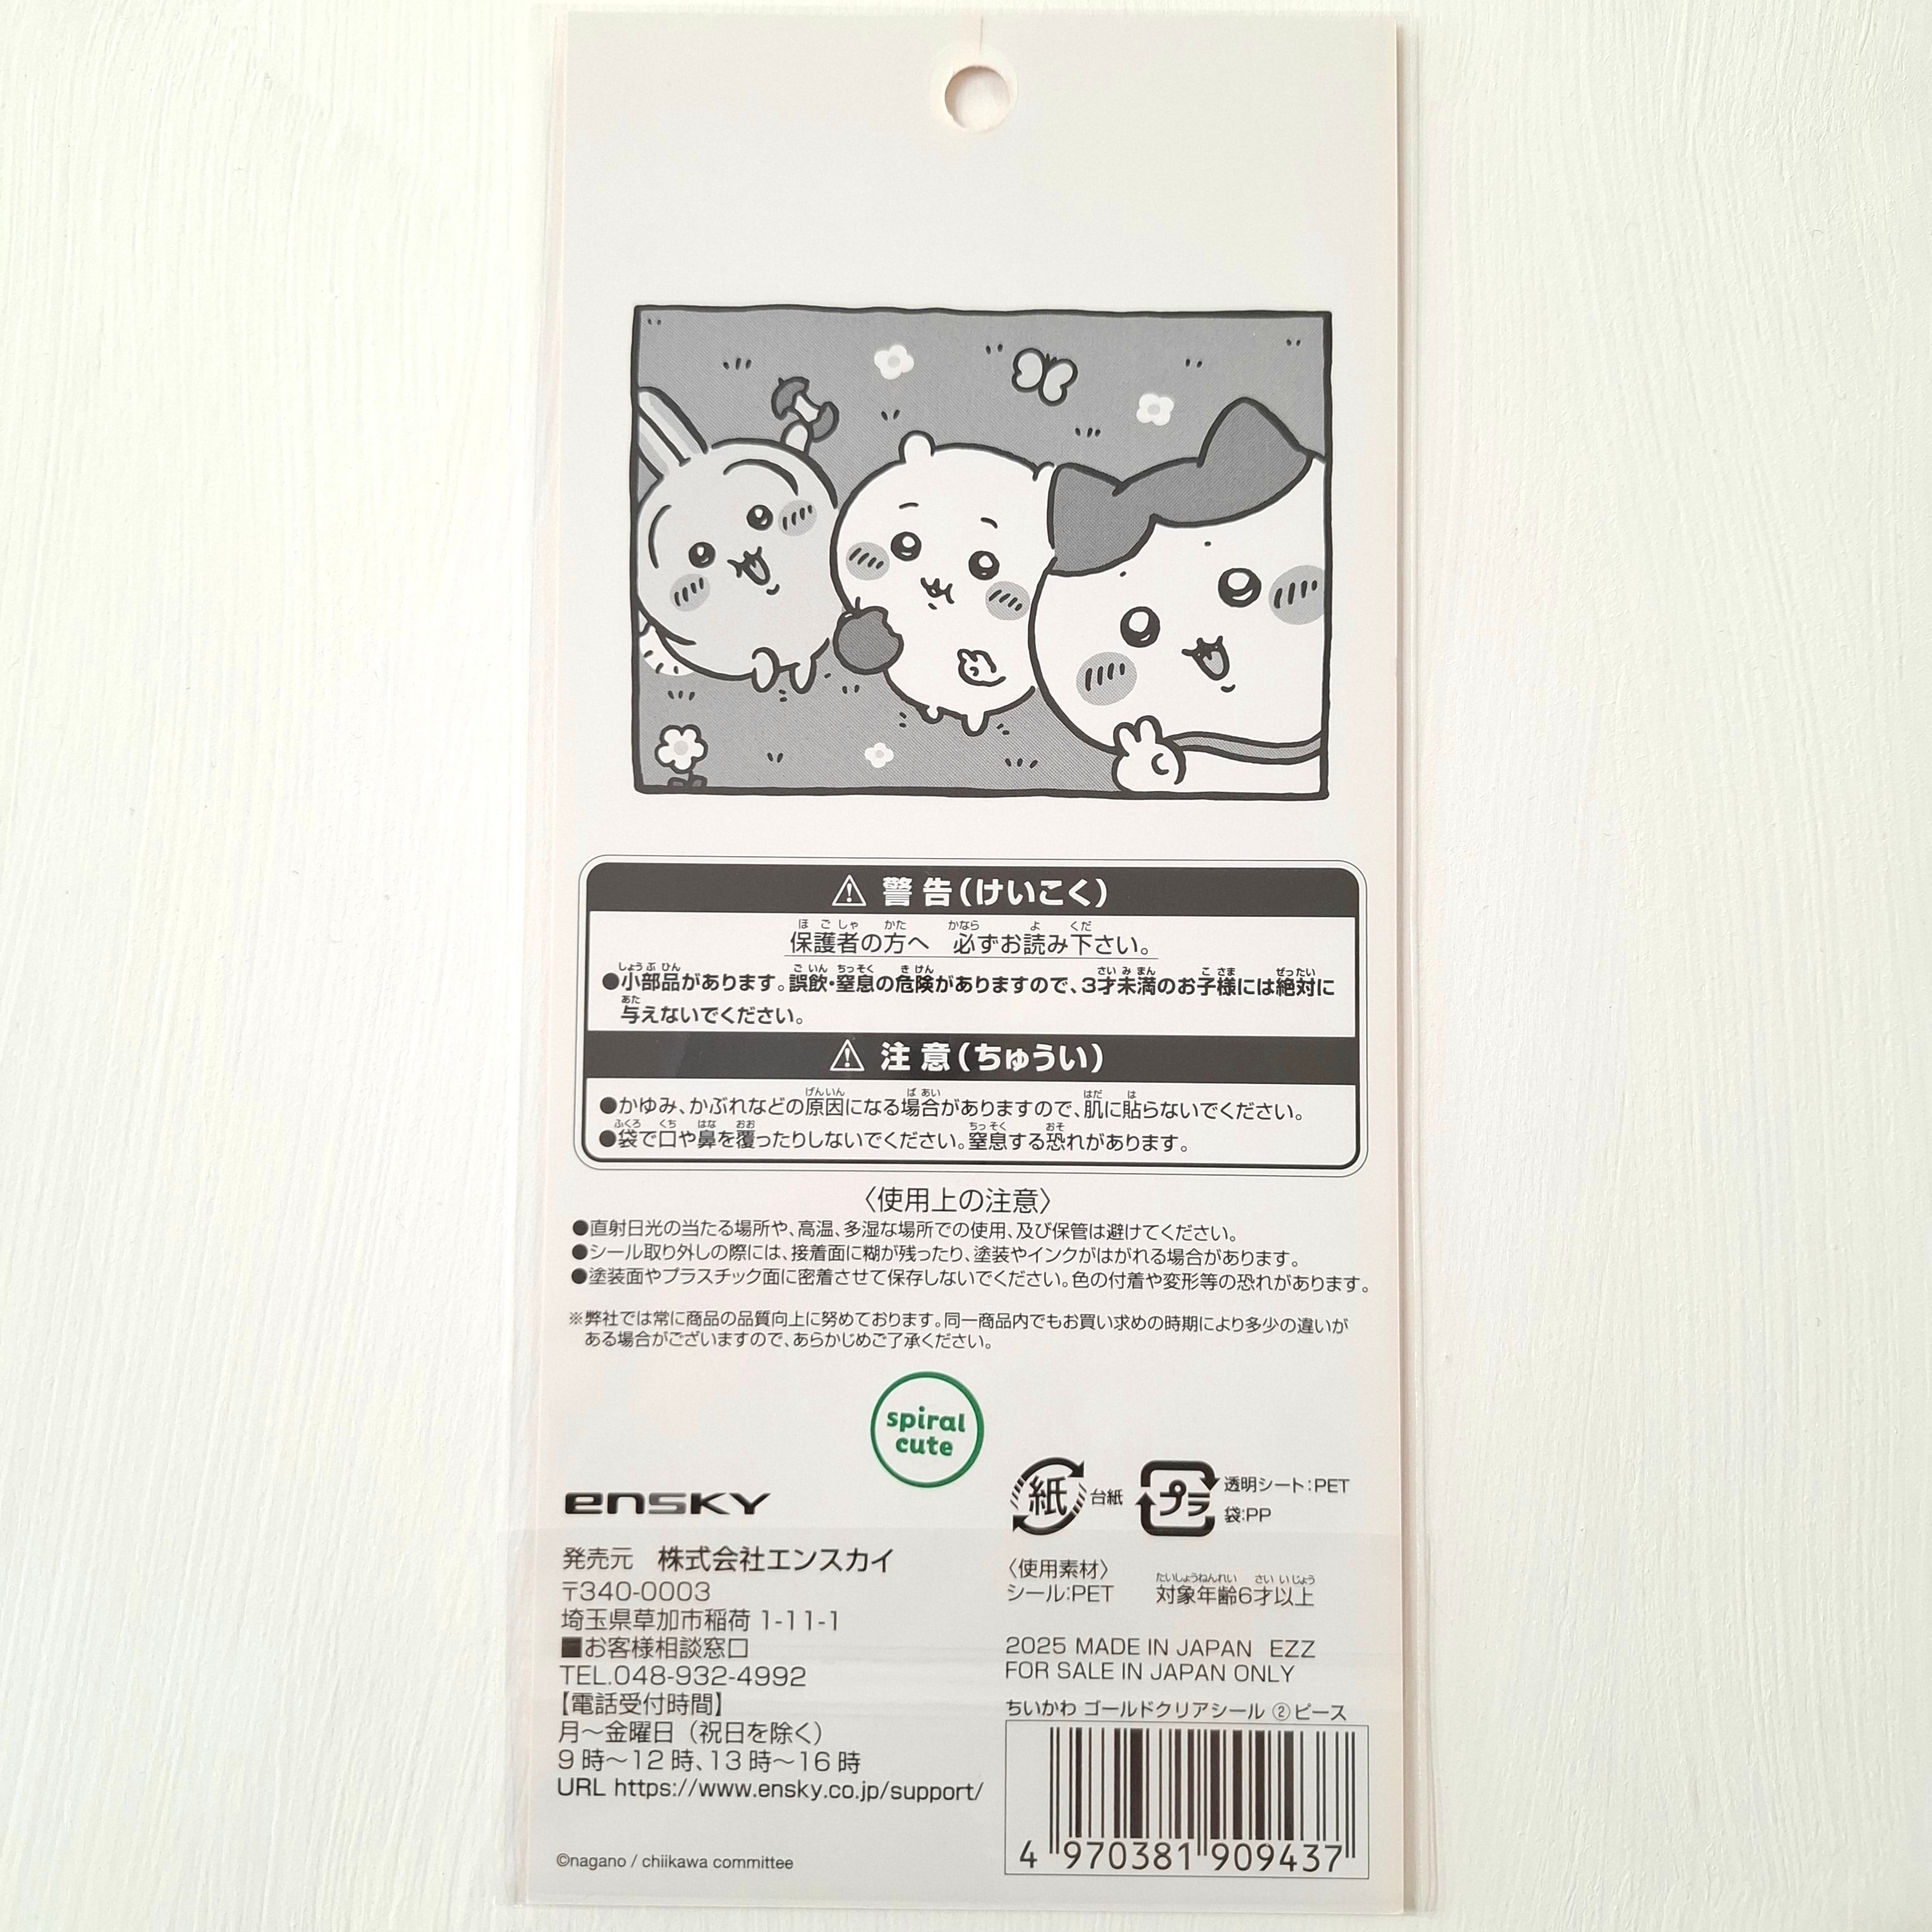 警告(けいこく)
保護者の方へ 必ずお読み下さい。
●小部品があります。誤飲・窒息の危険がありますので、3才未満のお子様には絶対に
与えないでください。
注意(ちゅうい)
●かゆみ、かぶれなどの原因になる場合がありますので、肌に貼らないでください。
●袋で口や鼻を覆ったりしないでください。窒息する恐れがあります。
〈使用上の注意〉
●直射日光の当たる場所や、高温、多湿な場所での使用、及び保管は避けてください。
●シール取り外しの際には、接着面に糊が残ったり、塗装やインクがはがれる場合があります。
●塗装面やプラスチック面に密着させて保存しないでください。色の付着や変形等の恐れがあります。
※弊社では常に商品の品質向上に努めております。同一商品内でもお買い求めの時期により多少の違いが
ある場合がございますので、あらかじめご了承ください。
spiral
cute
ensky
発売元 株式会社エンスカイ
〒340-0003
埼玉県草加市稲荷 1-11-1
■お客様相談窓口
TEL.048-932-4992
【電話受付時間】
月～金曜日（祝日を除く）
9時～12時、13時～16時
URL https://www.ensky.co.jp/support/
©nagano / chiikawa committee
紙 台紙
プラ 透明シート:PET
袋:PP
〈使用素材〉
シール:PET 対象年齢6才以上
2025 MADE IN JAPAN EZZ
FOR SALE IN JAPAN ONLY
ちいかわ ゴールドクリアシール ②ピース
4 970381 909437